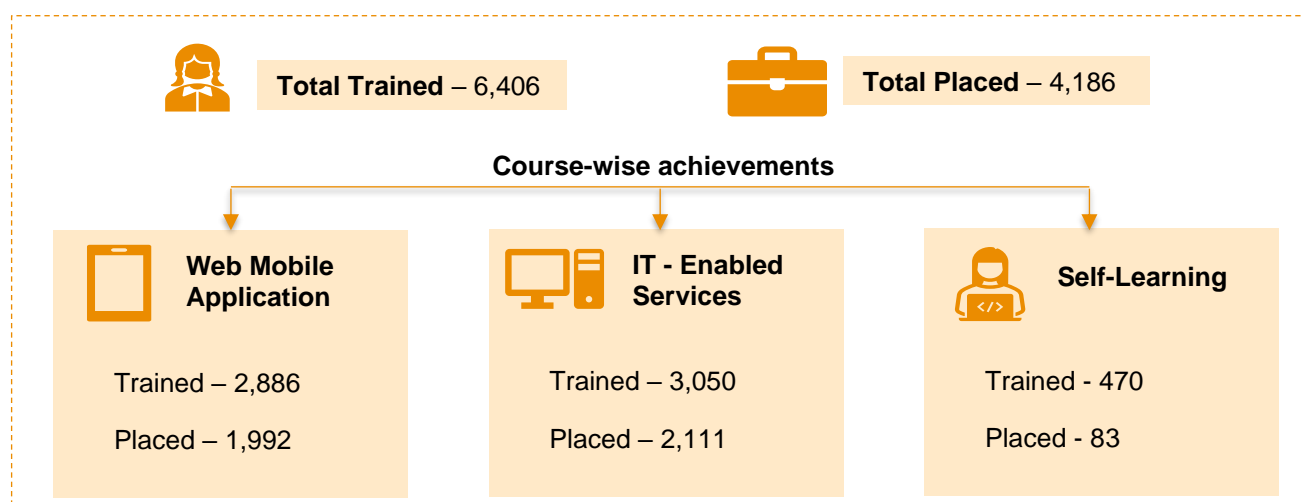 Total Trained – 6,406
Total Placed – 4,186
Course-wise achievements
Web Mobile
Application
Trained – 2,886
Placed – 1,992
IT - Enabled
Services
Trained – 3,050
Placed – 2,111
Self-Learning
</>
Trained - 470
Placed - 83